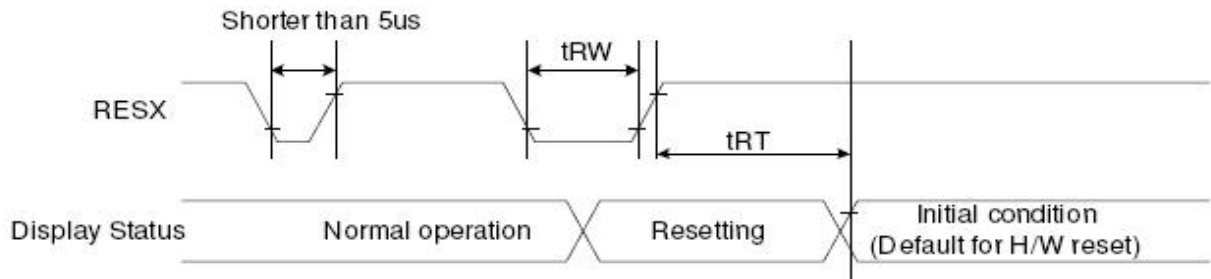 Shorter than 5us
tRW
RESX
tRT
Display Status
Normal operation
Resetting
Initial condition
(Default for H/W reset)